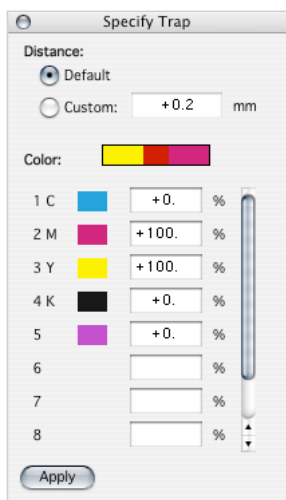 Specify Trap
Distance:
Default
Custom: +0.2 mm
Color:
1 C +0. %
2 M +100. %
3 Y +100. %
4 K +0. %
5 +0. %
6 %
7 %
8 %
Apply